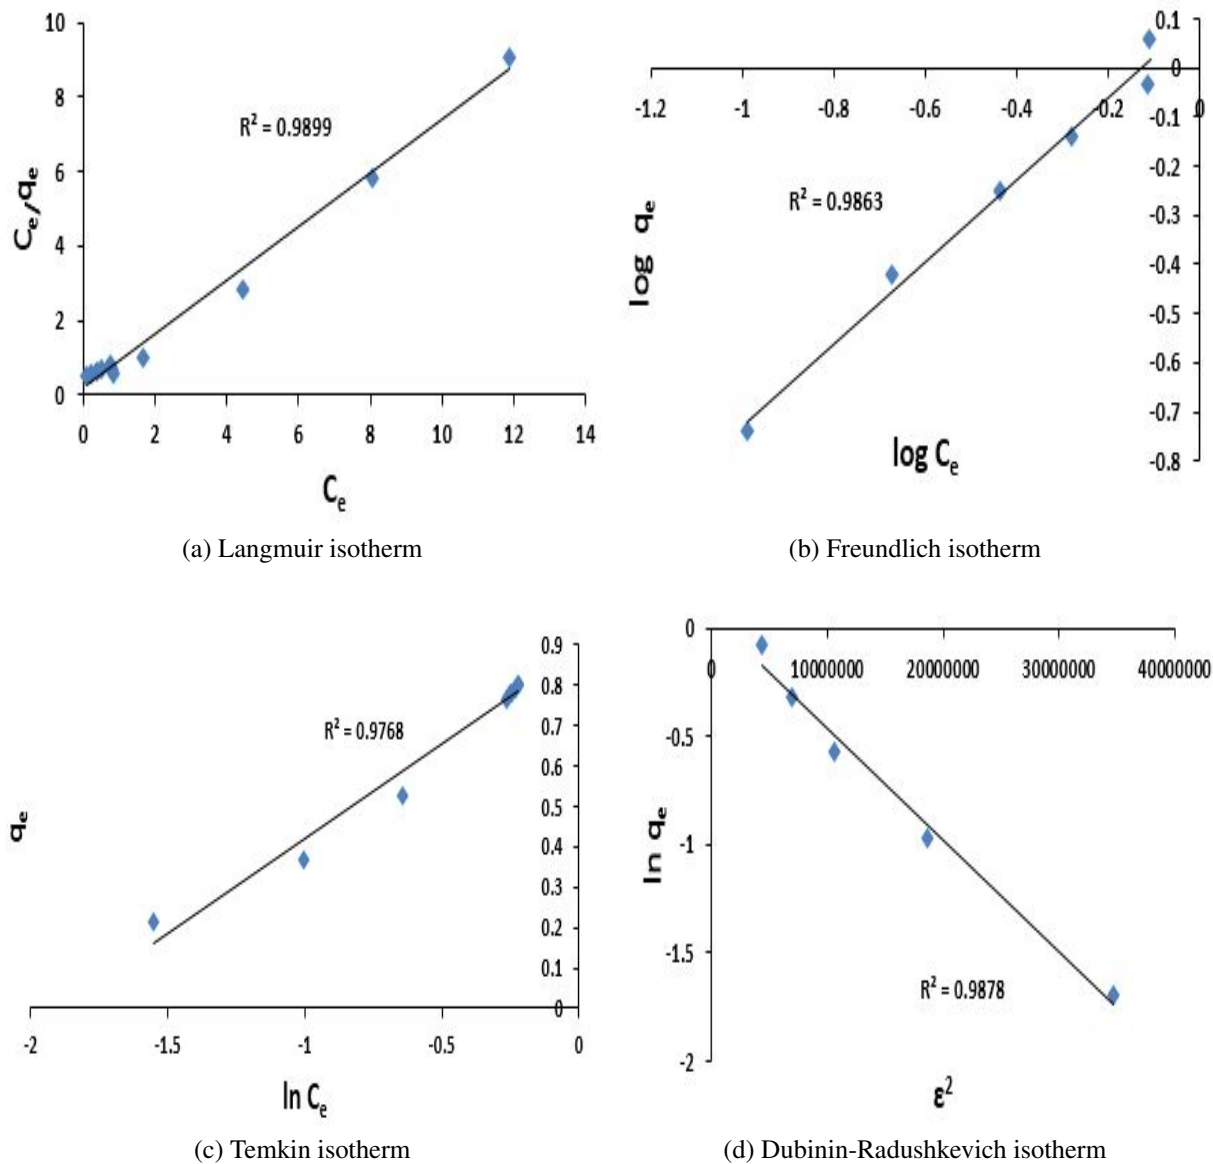 10
8
6
4
2
0
C_e/q_e
R² = 0.9899
0 2 4 6 8 10 12 14
C_e
(a) Langmuir isotherm
0.1
0
-1.2 -1 -0.8 -0.6 -0.4 -0.2 0
-0.1
-0.2
-0.3
-0.4
-0.5
-0.6
-0.7
-0.8
R² = 0.9863
log q_e
log C_e
(b) Freundlich isotherm
0.9
0.8
0.7
0.6
0.5
0.4
0.3
0.2
0.1
0
R² = 0.9768
q_e
-2 -1.5 -1 -0.5 0
ln C_e
(c) Temkin isotherm
0
0 10000000 20000000 30000000 40000000
-0.5
-1
-1.5
-2
ln q_e
R² = 0.9878
ε²
(d) Dubinin-Radushkevich isotherm